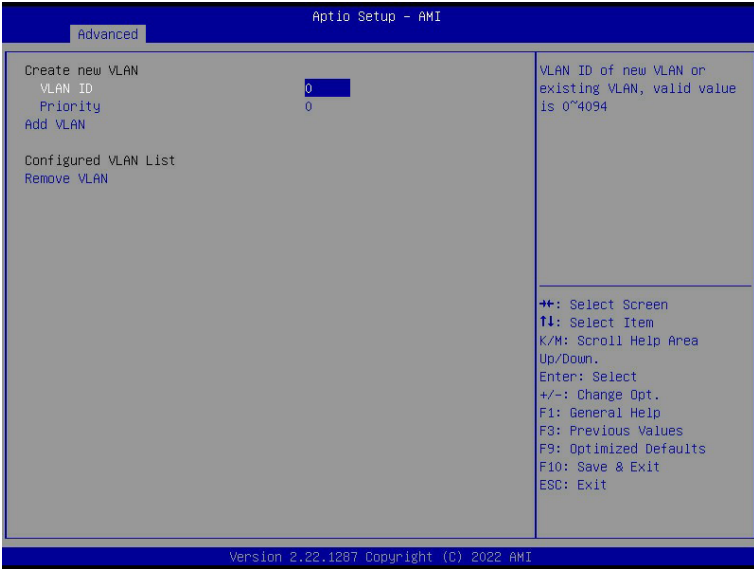 Aptio Setup – AMI
Advanced
Create new VLAN
VLAN ID 0
Priority 0
Add VLAN
Configured VLAN List
Remove VLAN
VLAN ID of new VLAN or
existing VLAN, valid value
is 0~4094
→←: Select Screen
↑↓: Select Item
K/M: Scroll Help Area
Up/Down.
Enter: Select
+/-: Change Opt.
F1: General Help
F3: Previous Values
F9: Optimized Defaults
F10: Save & Exit
ESC: Exit
Version 2.22.1287 Copyright (C) 2022 AMI